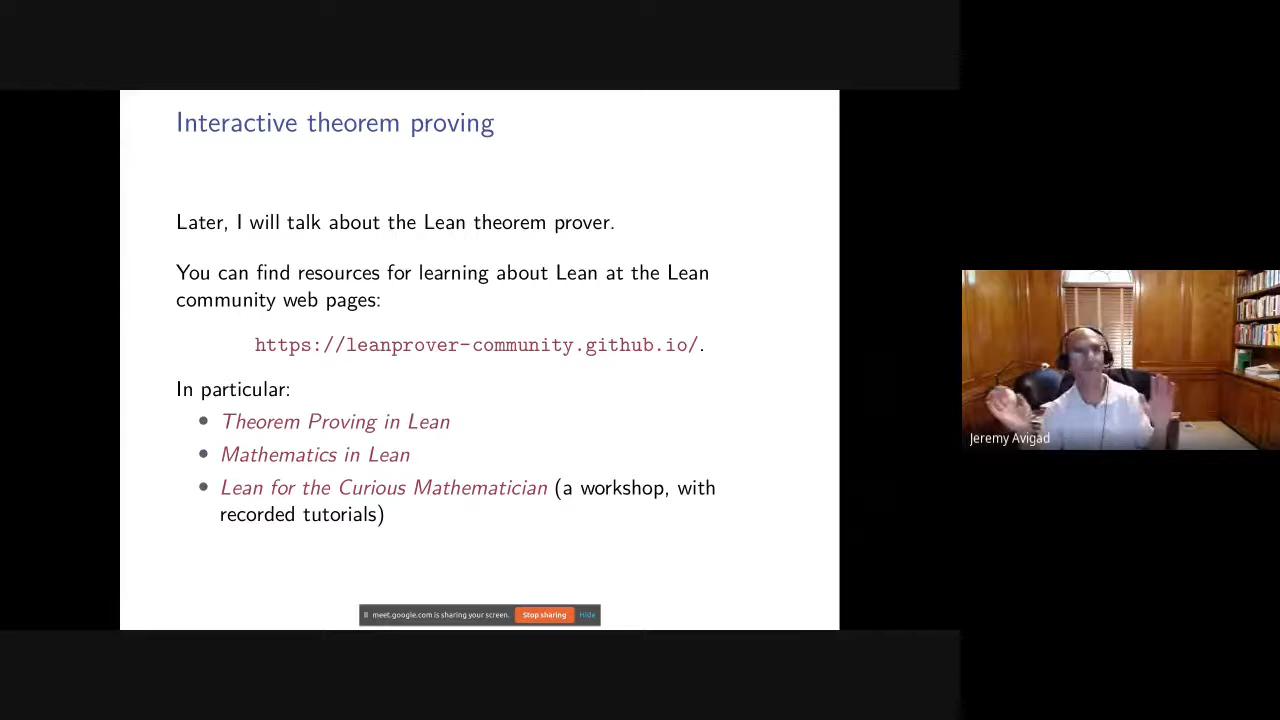 Interactive theorem proving
Later, I will talk about the Lean theorem prover.
You can find resources for learning about Lean at the Lean
community web pages:
https://leanprover-community.github.io/.
In particular:
• Theorem Proving in Lean
• Mathematics in Lean
• Lean for the Curious Mathematician (a workshop, with
recorded tutorials)
meet.google.com is sharing your screen. Stop sharing Hide
Jeremy Avigad